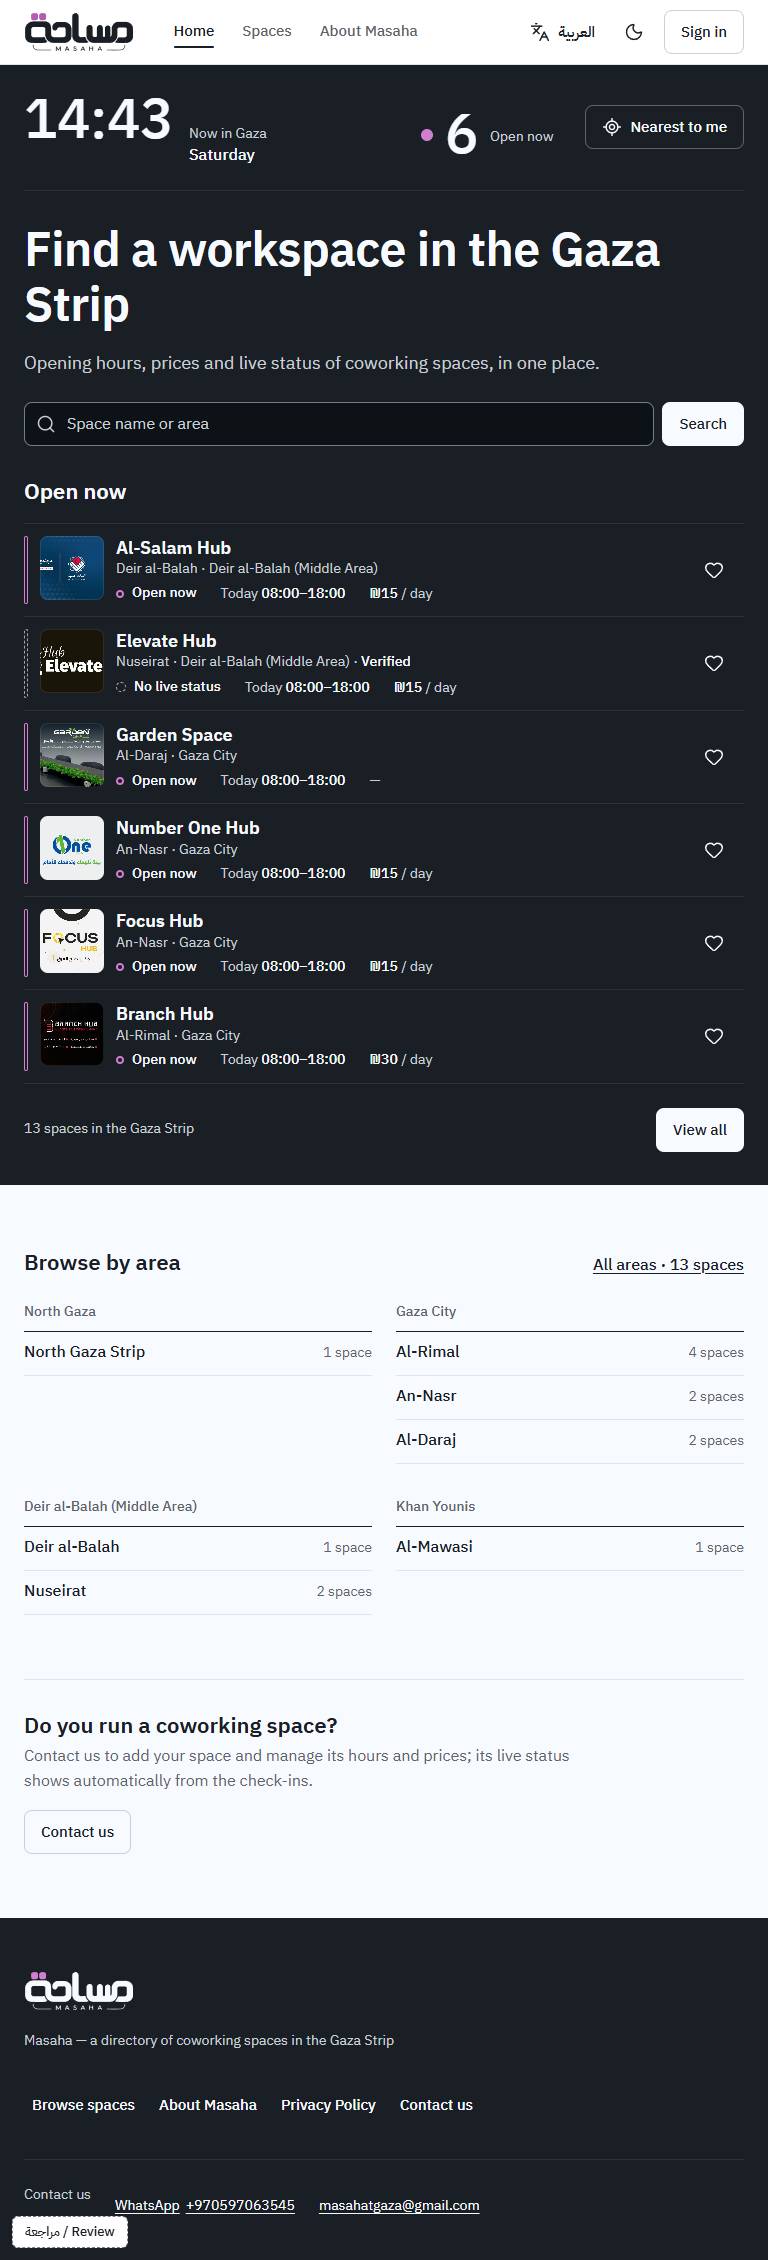 مساحة
MASAHA
Home
Spaces
About Masaha
العربية
Sign in
14:43
Now in Gaza
Saturday
6
Open now
Nearest to me
Find a workspace in the Gaza
Strip
Opening hours, prices and live status of coworking spaces, in one place.
Space name or area
Search
Open now
Al-Salam Hub
Deir al-Balah · Deir al-Balah (Middle Area)
Open now
Today 08:00–18:00
₪15 / day
Hub
Elevate
Elevate Hub
Nuseirat · Deir al-Balah (Middle Area) · Verified
No live status
Today 08:00–18:00
₪15 / day
Garden Space
Al-Daraj · Gaza City
Open now
Today 08:00–18:00
—
One
Number One Hub
An-Nasr · Gaza City
Open now
Today 08:00–18:00
₪15 / day
FOCUS
HUB
Focus Hub
An-Nasr · Gaza City
Open now
Today 08:00–18:00
₪15 / day
BRANCH HUB
Branch Hub
Al-Rimal · Gaza City
Open now
Today 08:00–18:00
₪30 / day
13 spaces in the Gaza Strip
View all
Browse by area
All areas · 13 spaces
North Gaza
North Gaza Strip
1 space
Gaza City
Al-Rimal
4 spaces
An-Nasr
2 spaces
Al-Daraj
2 spaces
Deir al-Balah (Middle Area)
Deir al-Balah
1 space
Nuseirat
2 spaces
Khan Younis
Al-Mawasi
1 space
Do you run a coworking space?
Contact us to add your space and manage its hours and prices; its live status
shows automatically from the check-ins.
Contact us
مساحة
MASAHA
Masaha — a directory of coworking spaces in the Gaza Strip
Browse spaces
About Masaha
Privacy Policy
Contact us
Contact us
WhatsApp +970597063545
masahatgaza@gmail.com
مراجعة / Review